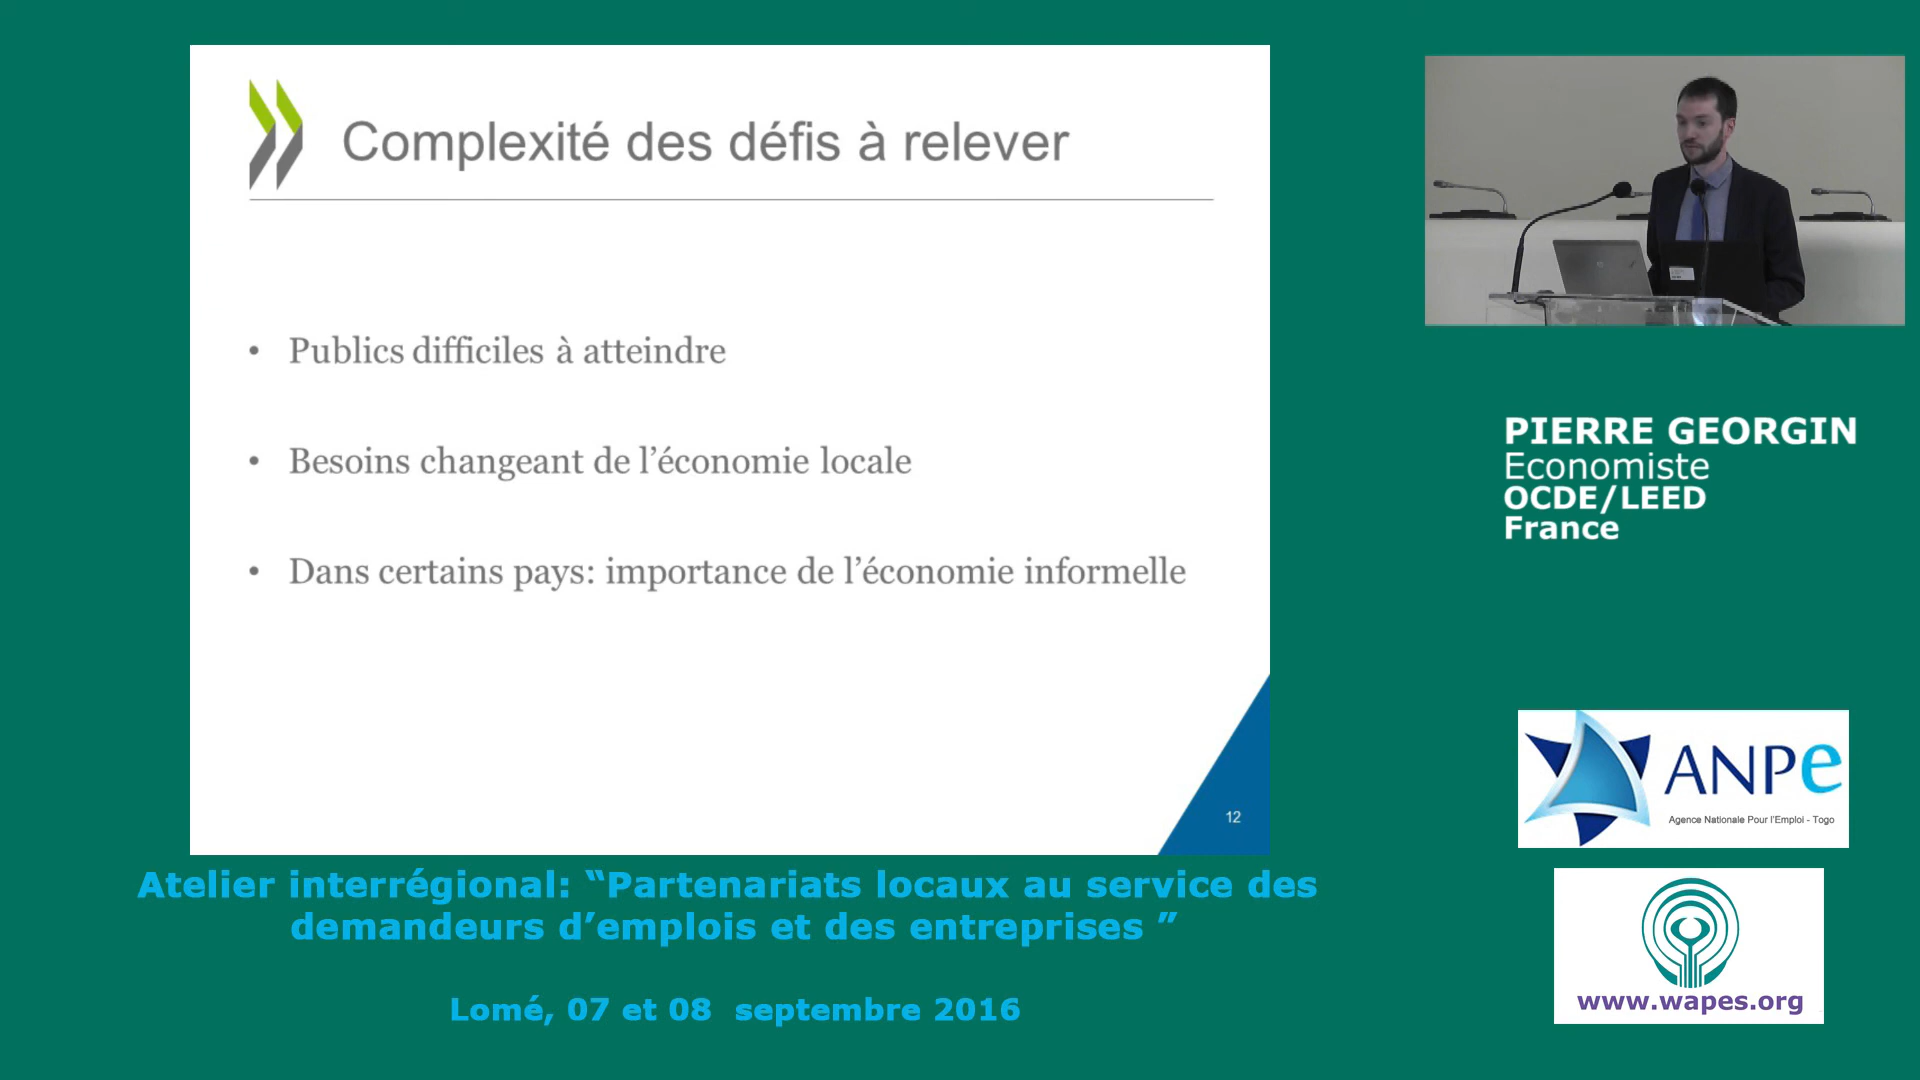 Complexité des défis à relever
• Publics difficiles à atteindre
• Besoins changeant de l’économie locale
• Dans certains pays: importance de l’économie informelle
12
PIERRE GEORGIN
Economiste
OCDE/LEED
France
ANPe
Agence Nationale Pour l'Emploi - Togo
www.wapes.org
Atelier interrégional: “Partenariats locaux au service des
demandeurs d’emplois et des entreprises ”
Lomé, 07 et 08 septembre 2016